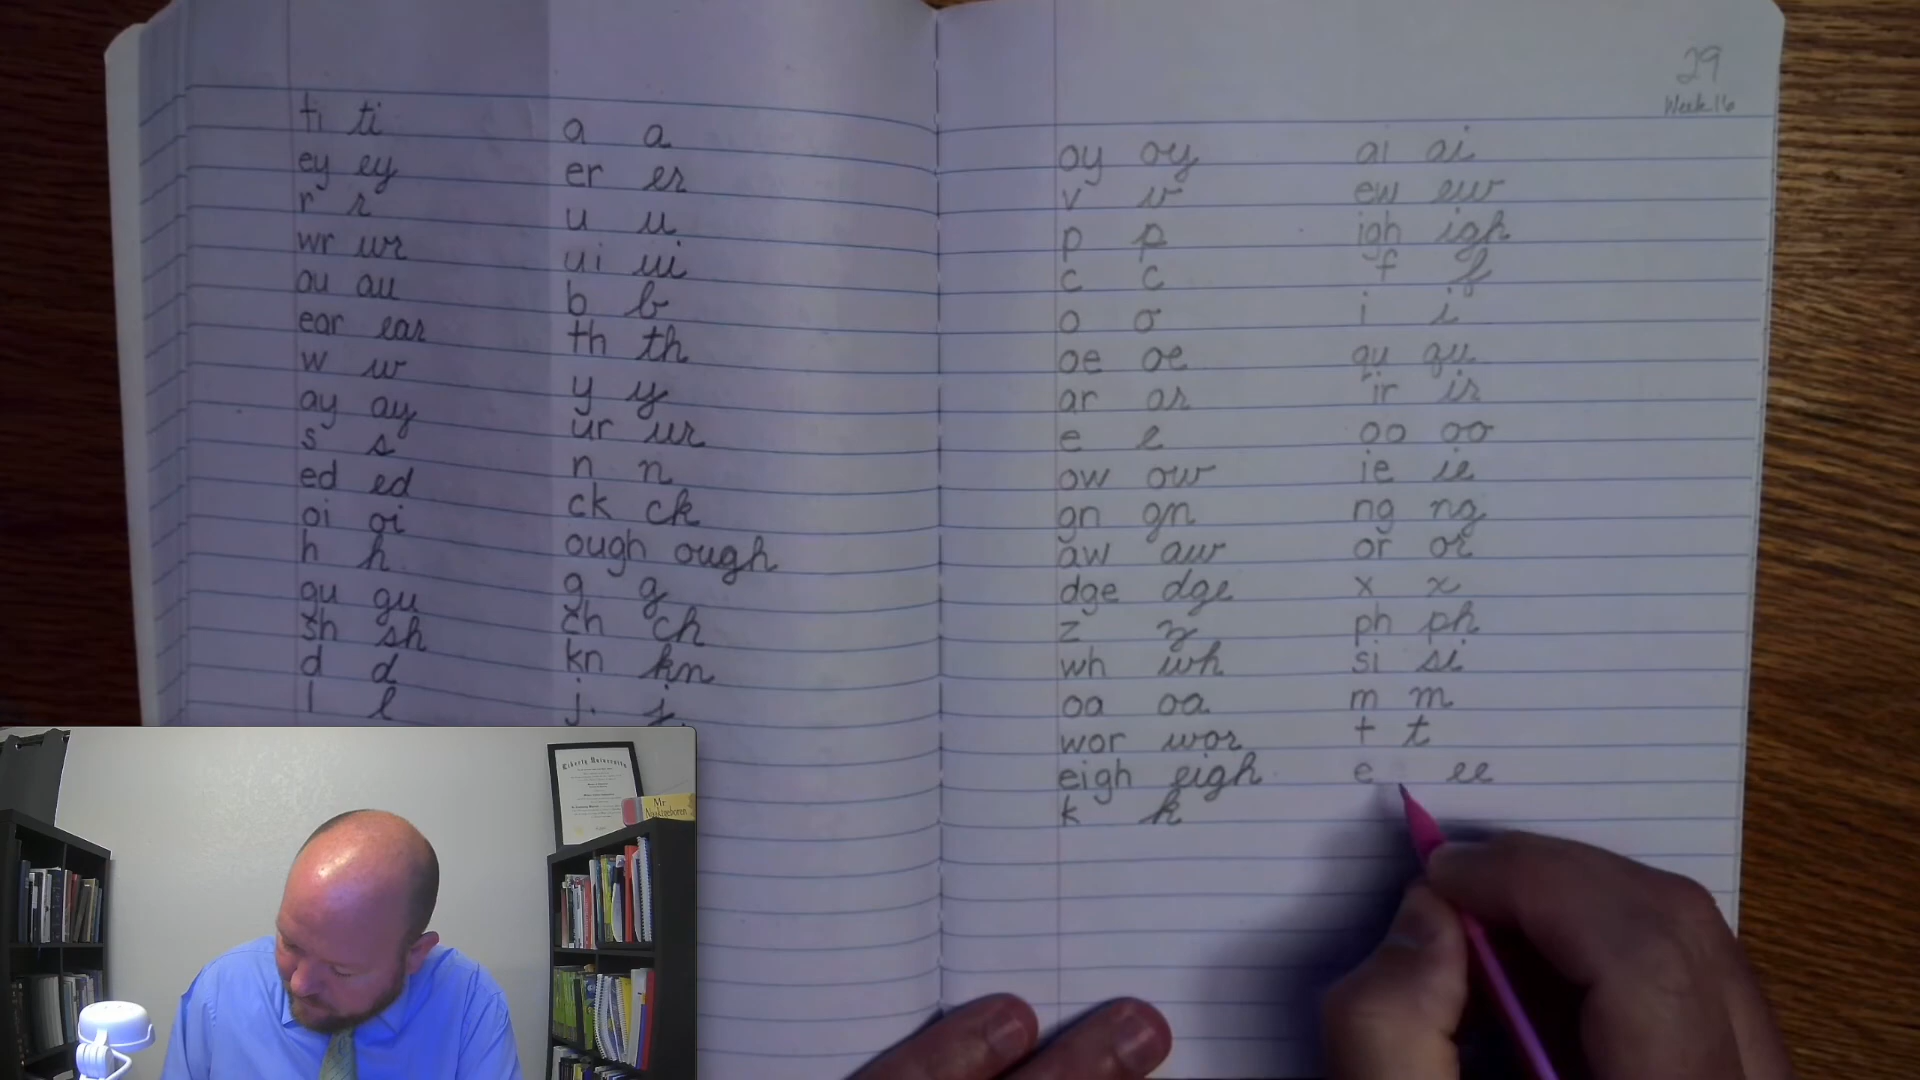 29
Week 16
ti ti
ey ey
r r
wr wr
au au
ear ear
w w
ay ay
s s
ed ed
oi oi
h h
gu gu
sh sh
d d
l l
a a
er er
u u
ui ui
b b
th th
y y
ur ur
n n
ck ck
ough ough
g g
ch ch
kn kn
j j
oy oy
v v
p p
c c
o o
oe oe
ar ar
e e
ow ow
gn gn
aw aw
dge dge
z z
wh wh
oa oa
wor wor
eigh eigh
k k
ai ai
ew ew
igh igh
f f
i i
qu qu
ir ir
oo oo
ie ie
ng ng
or or
x x
ph ph
si si
m m
t t
e ee
Liberty University
Mr